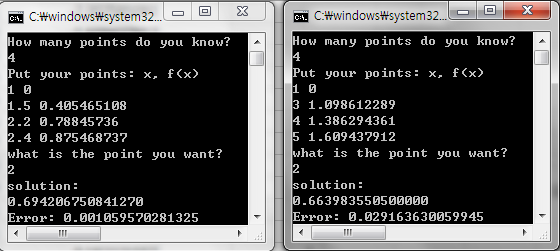 C:₩windows₩system32...
How many points do you know?
4
Put your points: x, f(x)
1 0
1.5 0.405465108
2.2 0.78845736
2.4 0.875468737
what is the point you want?
2
solution:
0.694206750841270
Error: 0.001059570281325
C:₩windows₩system32...
How many points do you know?
4
Put your points: x, f(x)
1 0
3 1.098612289
4 1.386294361
5 1.609437912
what is the point you want?
2
solution:
0.663983550500000
Error: 0.029163630059945